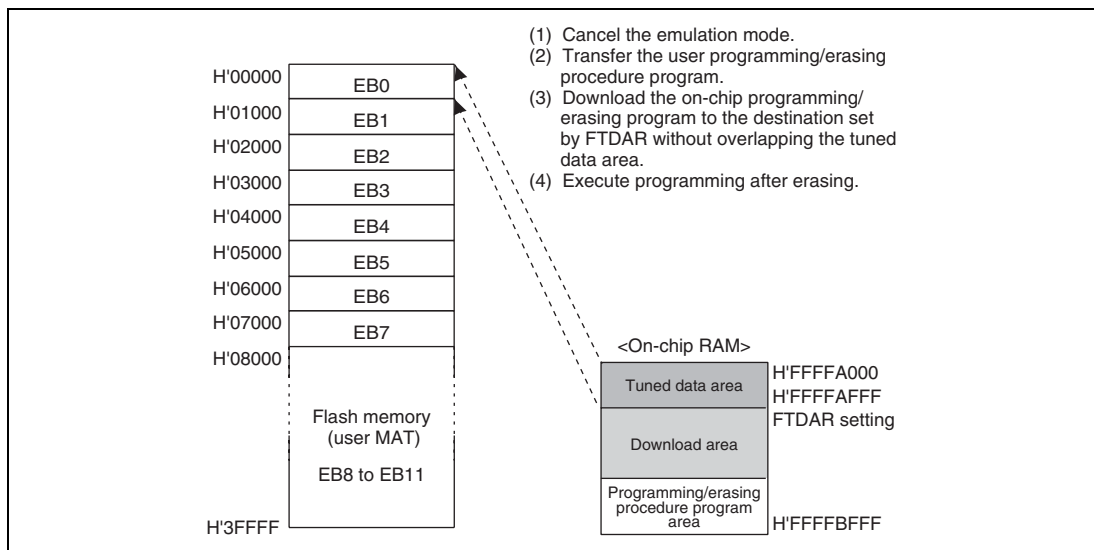 (1) Cancel the emulation mode.
(2) Transfer the user programming/erasing
procedure program.
(3) Download the on-chip programming/
erasing program to the destination set
by FTDAR without overlapping the tuned
data area.
(4) Execute programming after erasing.
H'00000
EB0
H'01000
EB1
H'02000
EB2
H'03000
EB3
H'04000
EB4
H'05000
EB5
H'06000
EB6
H'07000
EB7
H'08000
Flash memory
(user MAT)
EB8 to EB11
H'3FFFF
<On-chip RAM>
H'FFFFA000
Tuned data area
H'FFFFAFFF
FTDAR setting
Download area
Programming/erasing
procedure program
area
H'FFFFBFFF